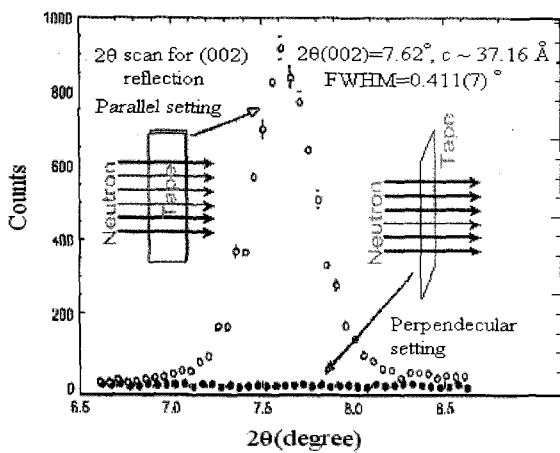 1000
2θ scan for (002)
reflection
2θ(002)=7.62°, c ~ 37.16 Å
FWHM=0.411(7) °
Parallel setting
800
600
400
200
0
Counts
Neutron
Tape
Neutron
Tape
Perpendecular
setting
6.5
7.0
7.5
8.0
8.5
2θ(degree)